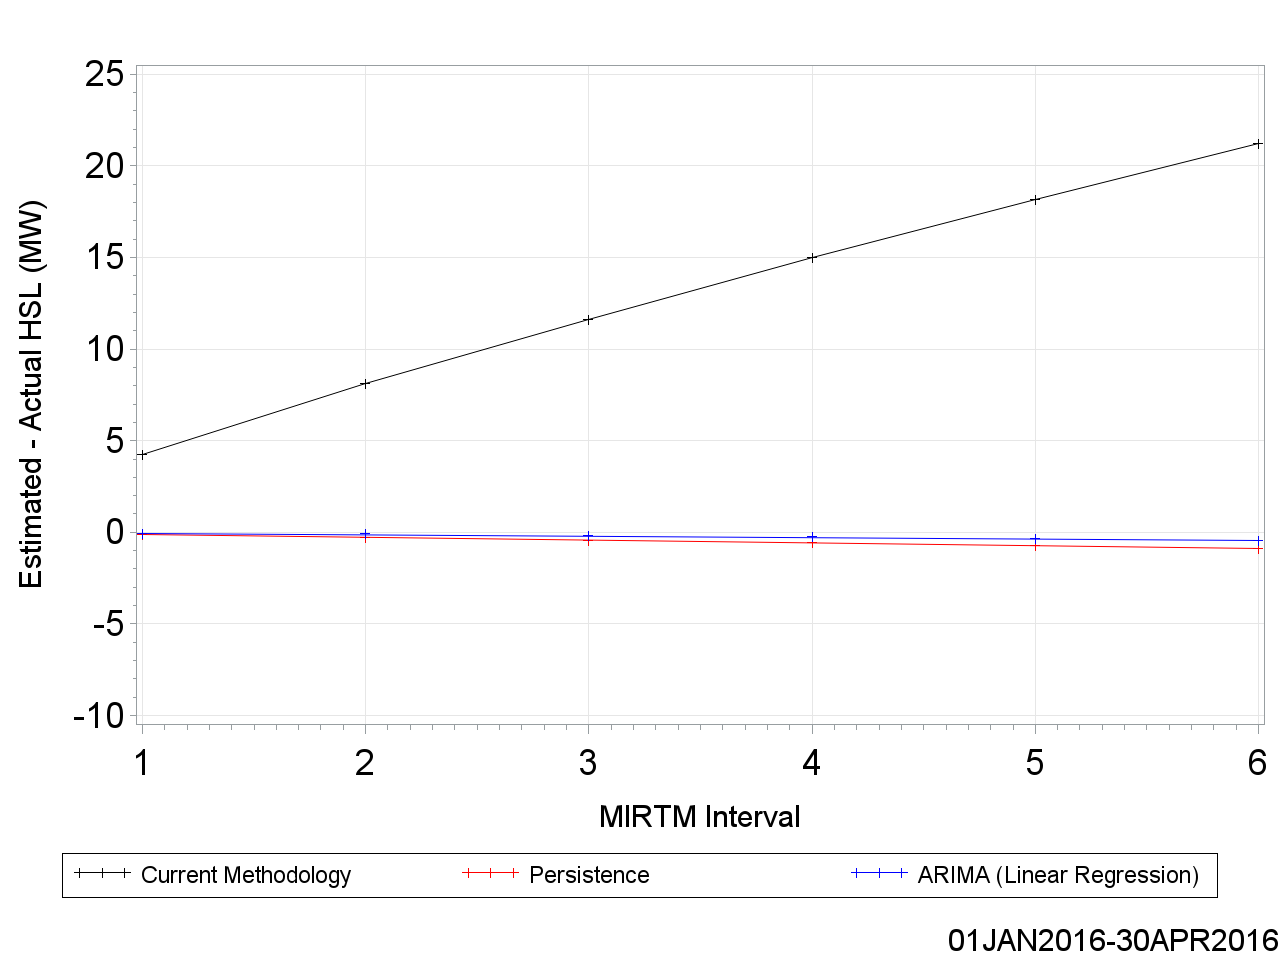 Estimated - Actual HSL (MW)
25
20
15
10
5
0
-5
-10
1 2 3 4 5 6
MIRTM Interval
Current Methodology Persistence ARIMA (Linear Regression)
01JAN2016-30APR2016